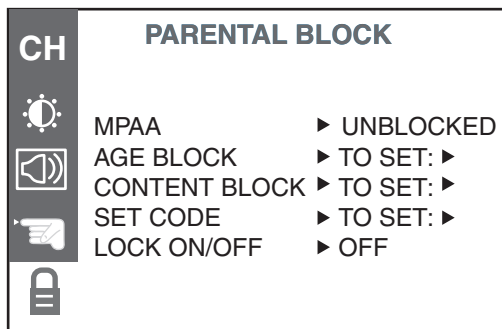 CH
PARENTAL BLOCK
MPAA ▶ UNBLOCKED
AGE BLOCK ▶ TO SET: ▶
CONTENT BLOCK ▶ TO SET: ▶
SET CODE ▶ TO SET: ▶
LOCK ON/OFF ▶ OFF